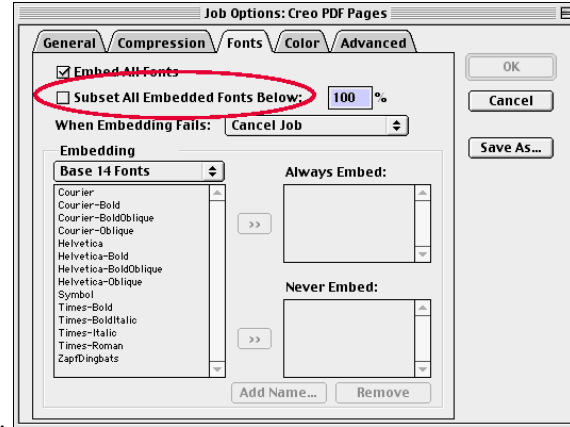 Job Options: Creo PDF Pages
General Compression Fonts Color Advanced
Embed All Fonts
OK
Subset All Embedded Fonts Below: 100 %
Cancel
When Embedding Fails: Cancel Job
Save As...
Embedding
Base 14 Fonts
Always Embed:
Courier
Courier-Bold
Courier-BoldOblique
Courier-Oblique
Helvetica
Helvetica-Bold
Helvetica-BoldOblique
Helvetica-Oblique
Symbol
Times-Bold
Times-BoldItalic
Times-Italic
Times-Roman
ZapfDingbats
>>
Never Embed:
>>
Add Name... Remove